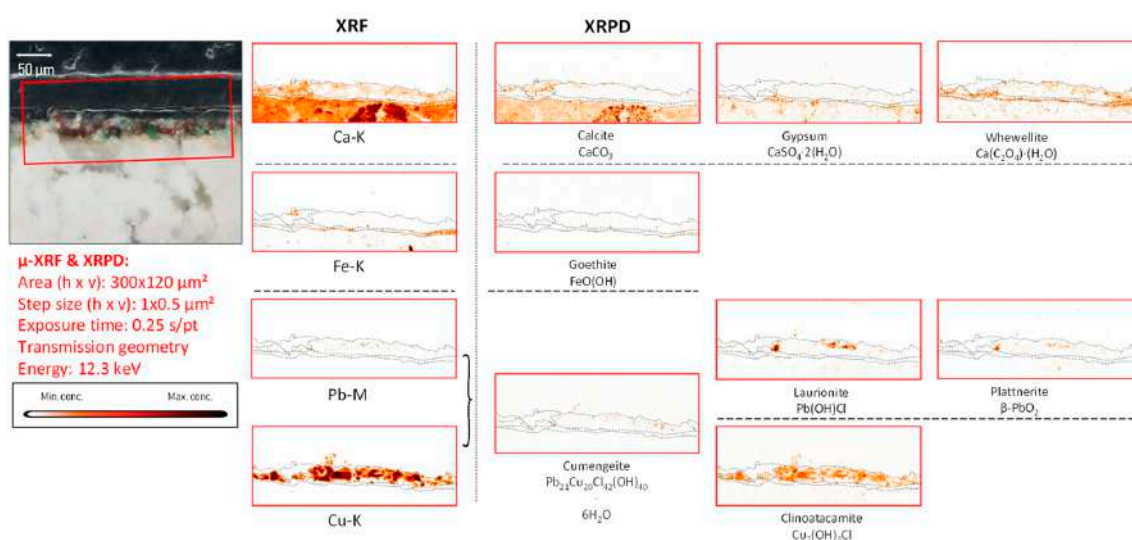 XRF
XRPD
50 µm
Ca-K
Calcite
CaCO₃
Gypsum
CaSO₄·2(H₂O)
Whewellite
Ca(C₂O₄)·(H₂O)
Fe-K
Goethite
FeO(OH)
µ-XRF & XRPD:
Area (h x v): 300x120 µm²
Step size (h x v): 1x0.5 µm²
Exposure time: 0.25 s/pt
Transmission geometry
Energy: 12.3 keV
Min. conc.
Max. conc.
Pb-M
Laurionite
Pb(OH)Cl
Plattnerite
β-PbO₂
Cumengeite
Pb₂₁Cu₂₀Cl₄₂(OH)₄₀
·
6H₂O
Cu-K
Clinoatacamite
Cu₂(OH)₃Cl